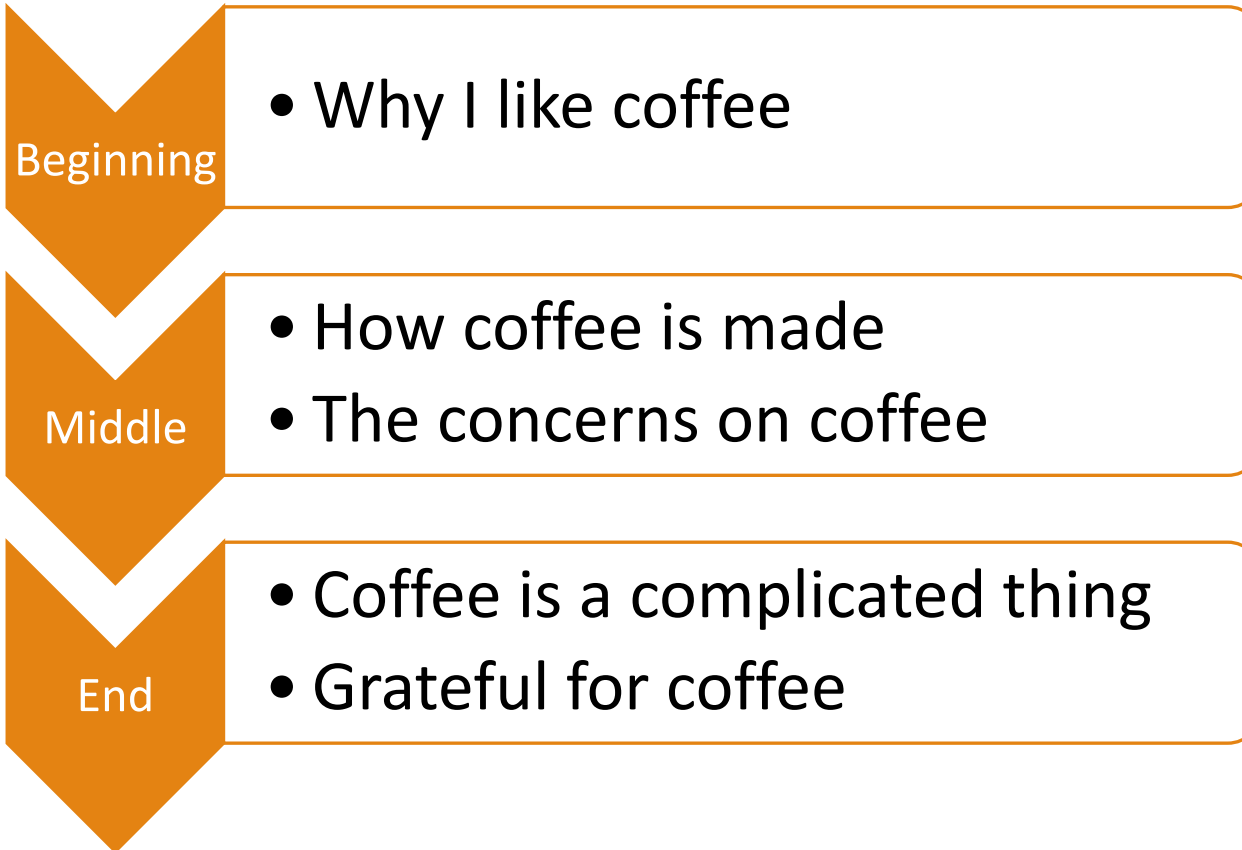 Beginning
• Why I like coffee
Middle
• How coffee is made
• The concerns on coffee
End
• Coffee is a complicated thing
• Grateful for coffee